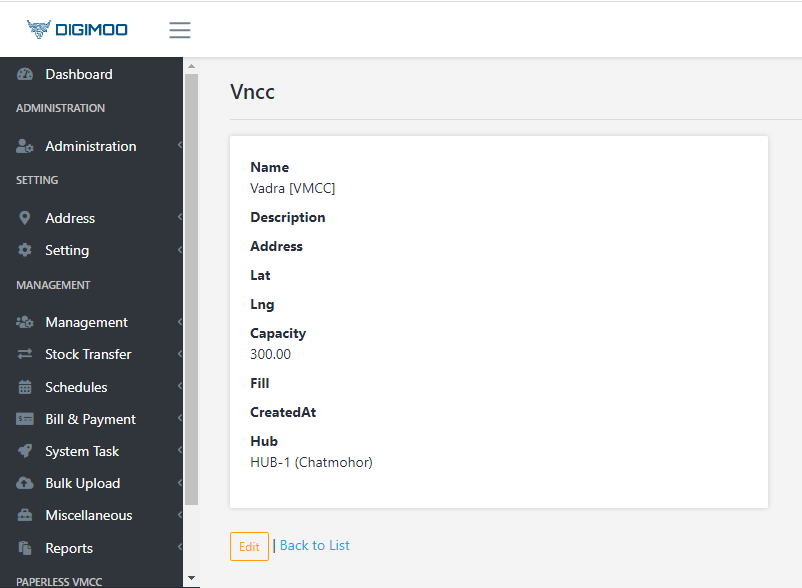 DIGIMOO
Dashboard
ADMINISTRATION
Administration
SETTING
Address
Setting
MANAGEMENT
Management
Stock Transfer
Schedules
Bill & Payment
System Task
Bulk Upload
Miscellaneous
Reports
PAPERLESS VMCC
Vncc
Name
Vadra [VMCC]
Description
Address
Lat
Lng
Capacity
300.00
Fill
CreatedAt
Hub
HUB-1 (Chatmohor)
Edit | Back to List